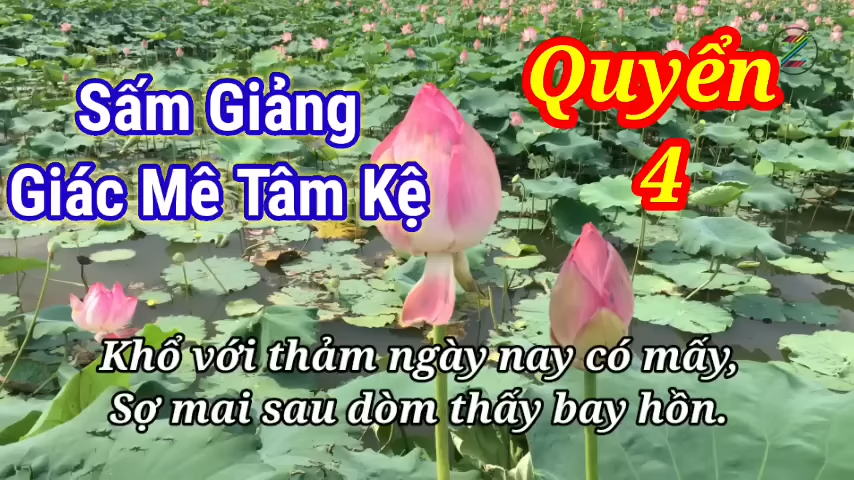 Sấm Giảng
Giác Mê Tâm Kệ
Quyển
4
Khổ với thảm ngày nay có mấy,
Sợ mai sau dòm thấy bay hồn.